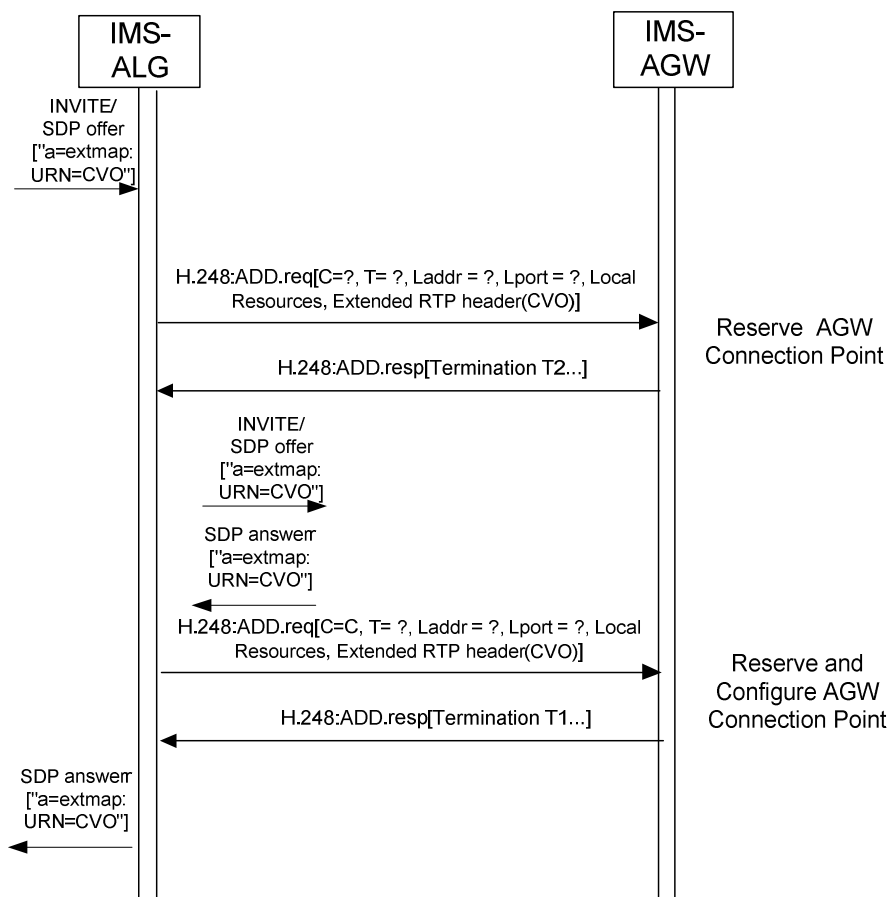 IMS-
ALG
IMS-
AGW
INVITE/
SDP offer
["a=extmap:
URN=CVO"]
H.248:ADD.req[C=?, T= ?, Laddr = ?, Lport = ?, Local
Resources, Extended RTP header(CVO)]
Reserve AGW
Connection Point
H.248:ADD.resp[Termination T2...]
INVITE/
SDP offer
["a=extmap:
URN=CVO"]
SDP answerr
["a=extmap:
URN=CVO"]
H.248:ADD.req[C=C, T= ?, Laddr = ?, Lport = ?, Local
Resources, Extended RTP header(CVO)]
Reserve and
Configure AGW
Connection Point
H.248:ADD.resp[Termination T1...]
SDP answerr
["a=extmap:
URN=CVO"]